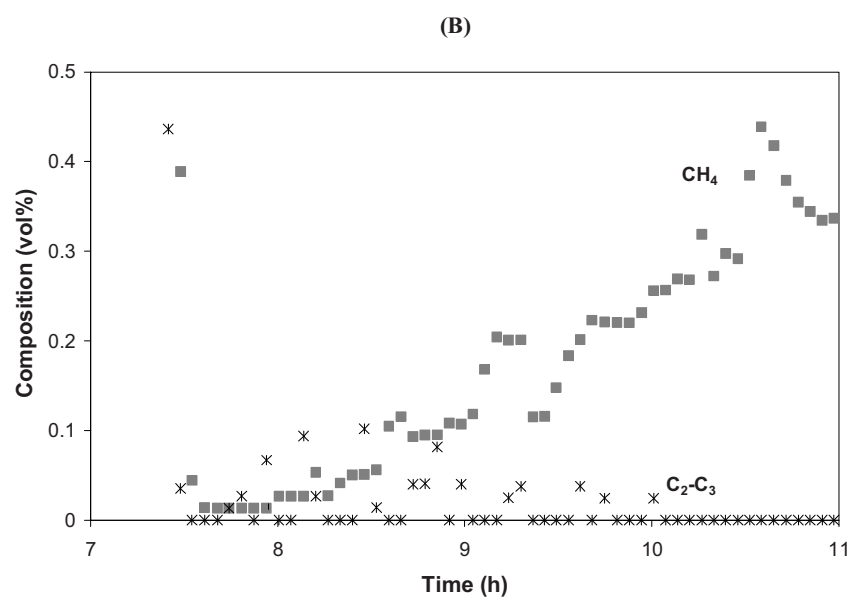 (B)
0.5
0.4
0.3
0.2
0.1
0
Composition (vol%)
CH₄
C₂-C₃
7 8 9 10 11
Time (h)